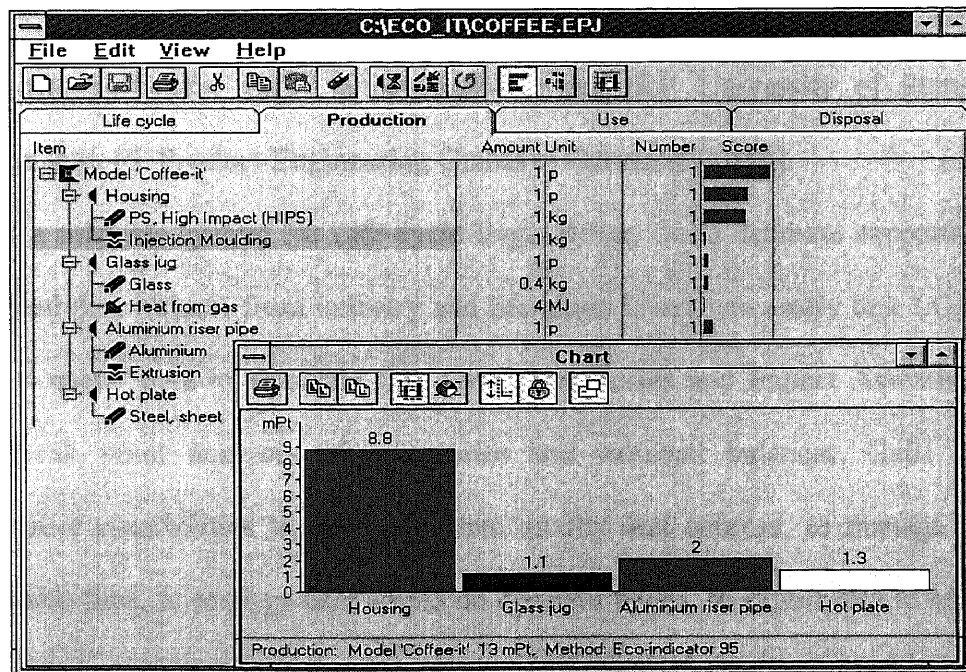 C:\ECO_IT\COFFEE.EPJ
File Edit View Help
Life cycle Production Use Disposal
Item Amount Unit Number Score
Model 'Coffee-it' 1 p 1
Housing 1 p 1
PS, High Impact (HIPS) 1 kg 1
Injection Moulding 1 kg 1
Glass jug 1 p 1
Glass 0.4 kg 1
Heat from gas 4 MJ 1
Aluminium riser pipe 1 p 1
Aluminium
Extrusion
Hot plate
Steel, sheet
Chart
mPt
8.8
9
8
7
6
5
4
3
2
1
0
1.1
2
1.3
Housing Glass jug Aluminium riser pipe Hot plate
Production: Model 'Coffee-it' 13 mPt, Method: Eco-indicator 95